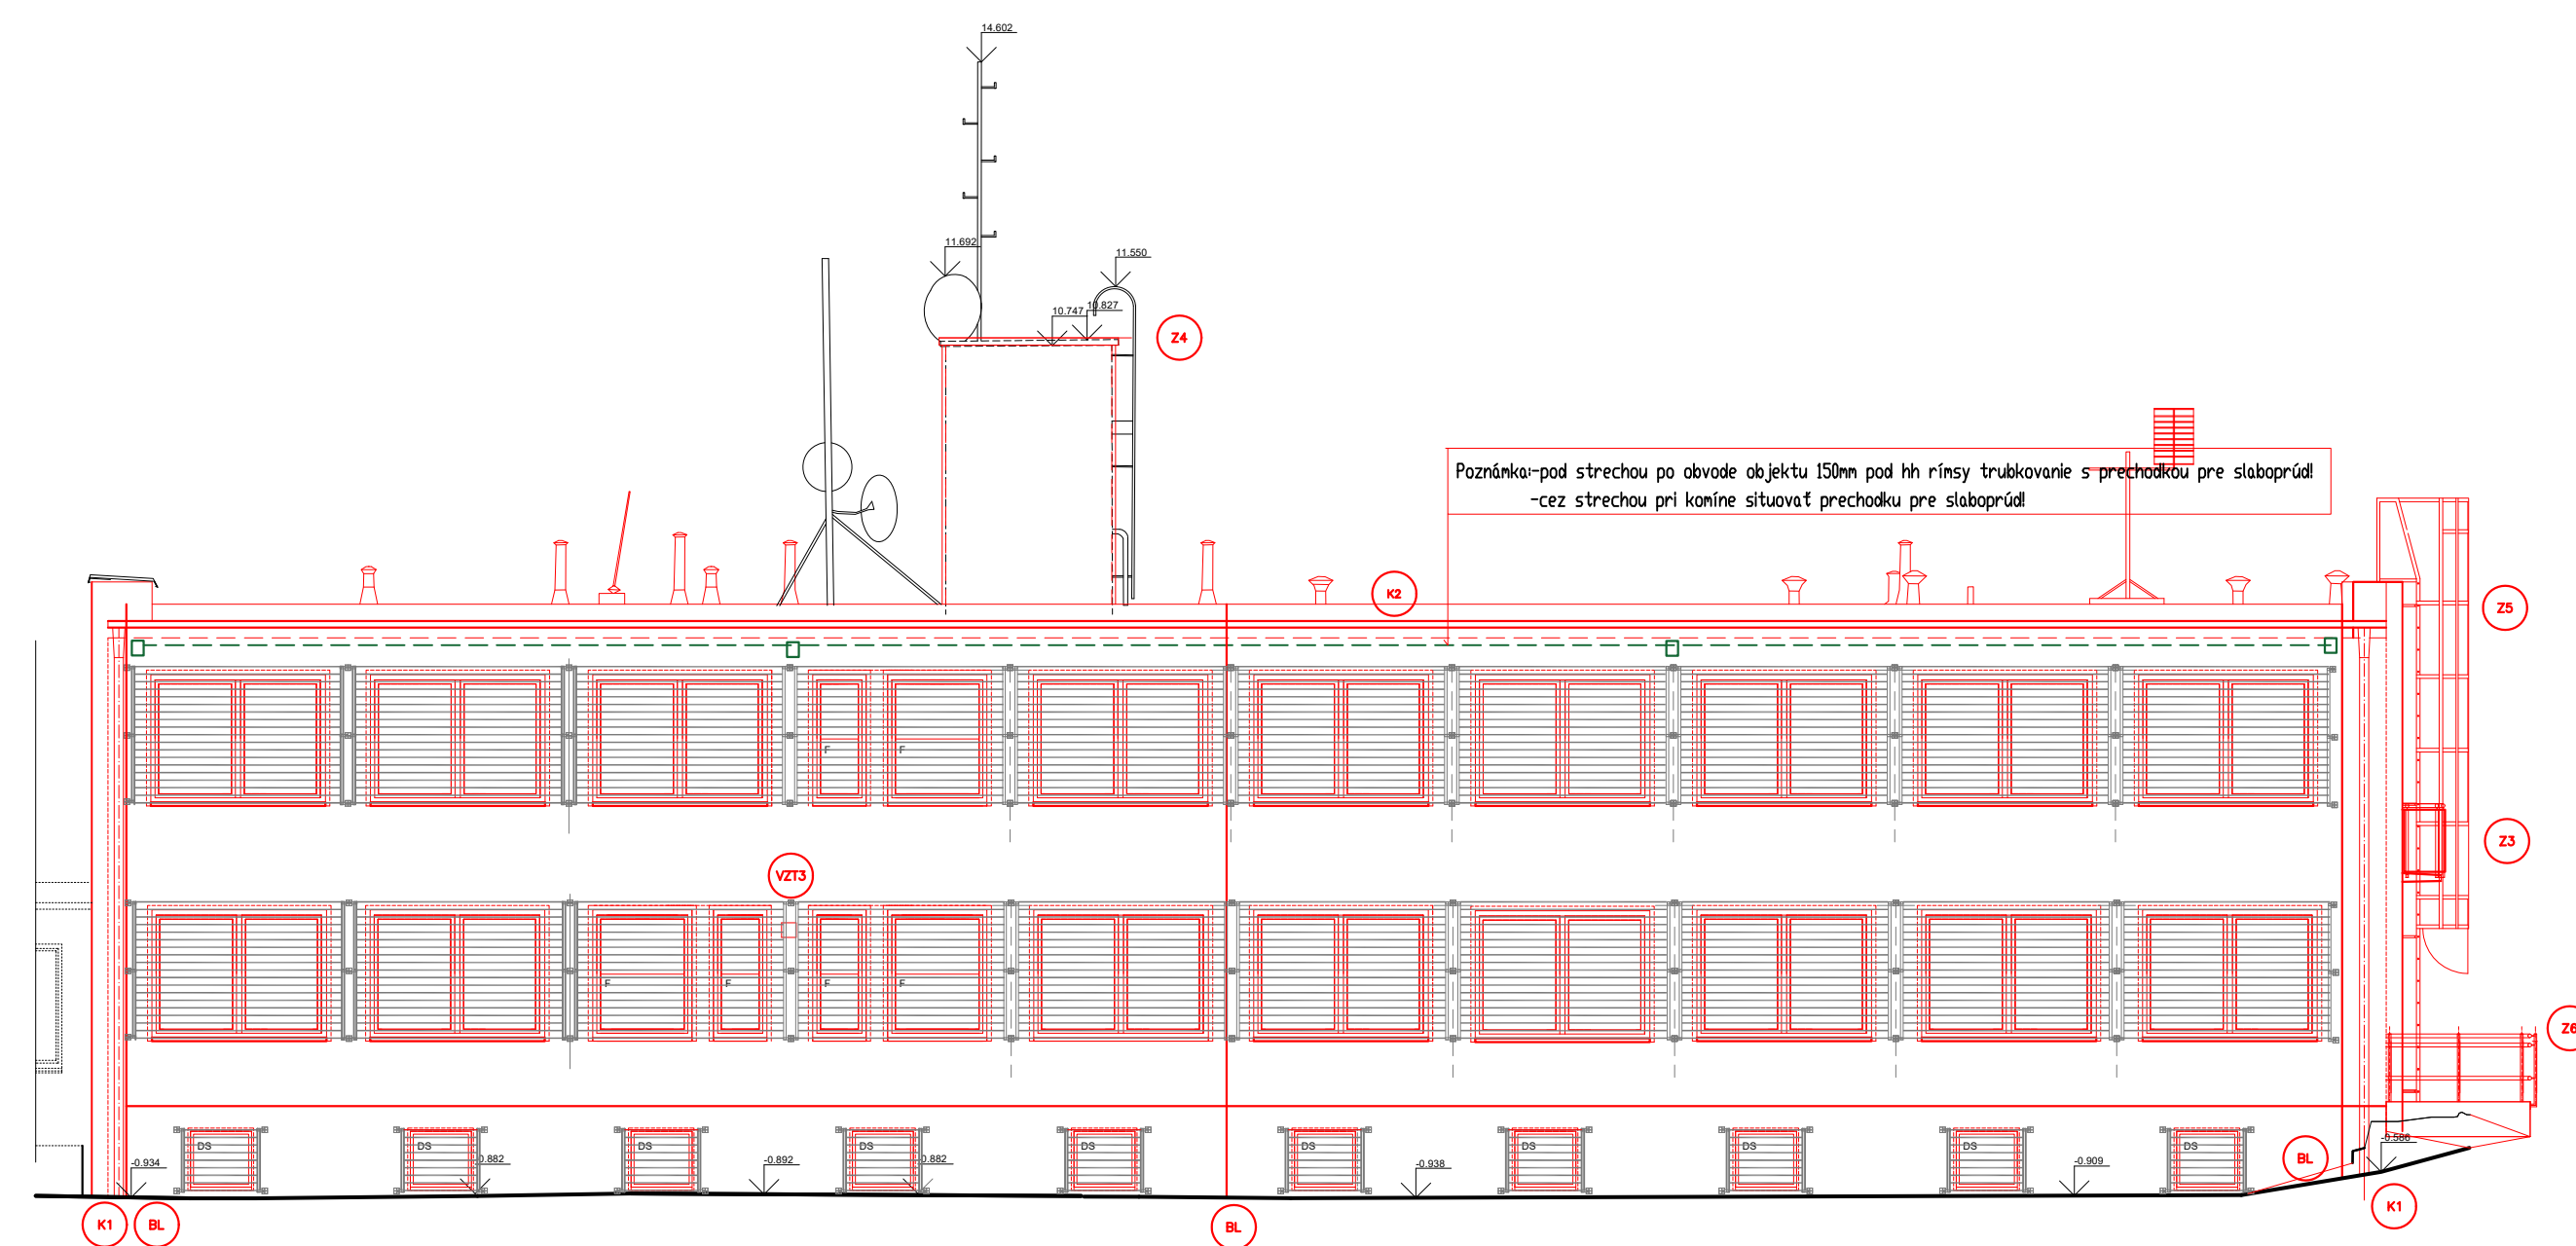 14.602
11.692
11.550
10.747
10.827
Z4
Poznámka:-pod strechou po obvode objektu 150mm pod hh rímsy trubkovanie s prechodkou pre slaboprúd!
-cez strechou pri komíne situovať prechodku pre slaboprúd!
K2
Z5
F
F
Z3
VZT3
F
F
F
F
Z6
DS
DS
DS
DS
DS
DS
DS
DS
DS
DS
-0.934
0.882
-0.892
0.882
-0.938
-0.909
-0.586
BL
K1
BL
BL
K1